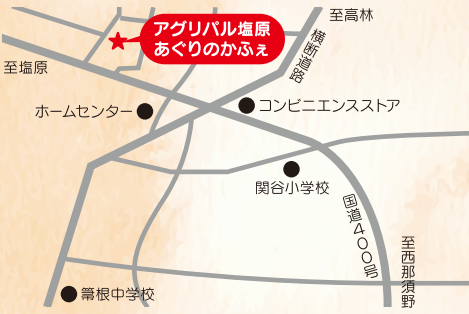 アグリパル塩原
あぐりのかふぇ
至高林
横断道路
至塩原
ホームセンター
コンビニエンスストア
関谷小学校
国道400号
至西那須野
箒根中学校